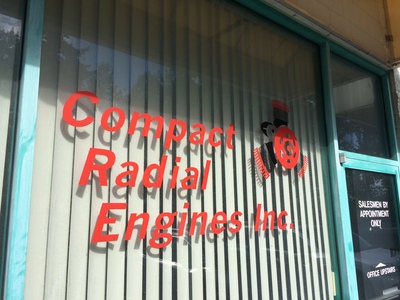 Compact
Radial
Engines Inc.
SALESMEN BY
APPOINTMENT
ONLY
OFFICE UPSTAIRS